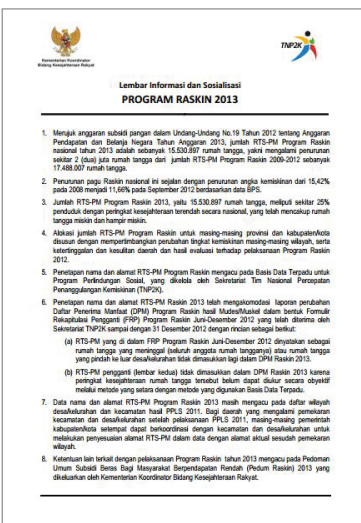 Kementerian Koordinator
Bidang Kesejahteraan Rakyat
TNP2K
Lembar Informasi dan Sosialisasi
PROGRAM RASKIN 2013
1. Merujuk anggaran subsidi pangan dalam Undang-Undang No.19 Tahun 2012 tentang Anggaran
Pendapatan dan Belanja Negara Tahun Anggaran 2013, jumlah RTS-PM Program Raskin
nasional tahun 2013 adalah sebanyak 15.530.897 rumah tangga, yakni mengalami penurunan
sekitar 2 (dua) juta rumah tangga dari jumlah RTS-PM Program Raskin 2009-2012 sebanyak
17.488.007 rumah tangga.
2. Penurunan pagu Raskin nasional ini sejalan dengan penurunan angka kemiskinan dari 15,42%
pada 2008 menjadi 11,66% pada September 2012 berdasarkan data BPS.
3. Jumlah RTS-PM Program Raskin 2013, yaitu 15.530.897 rumah tangga, meliputi sekitar 25%
penduduk dengan peringkat kesejahteraan terendah secara nasional, yang telah mencakup rumah
tangga miskin dan hampir miskin.
4. Alokasi jumlah RTS-PM Program Raskin untuk masing-masing provinsi dan kabupaten/kota
disusun dengan mempertimbangkan perubahan tingkat kemiskinan masing-masing wilayah, serta
ketertinggalan dan kesulitan daerah dan hasil evaluasi terhadap pelaksanaan Program Raskin
2012.
5. Penetapan nama dan alamat RTS-PM Program Raskin mengacu pada Basis Data Terpadu untuk
Program Perlindungan Sosial, yang dikelola oleh Sekretariat Tim Nasional Percepatan
Penanggulangan Kemiskinan (TNP2K).
6. Penetapan nama dan alamat RTS-PM Program Raskin 2013 telah mengakomodasi laporan perubahan
Daftar Penerima Manfaat (DPM) Program Raskin hasil Mudes/Muskel dalam bentuk Formulir
Rekapitulasi Pengganti (FRP) Program Raskin Juni-Desember 2012 yang telah diterima oleh
Sekretariat TNP2K sampai dengan 31 Desember 2012 dengan rincian sebagai berikut:
(a) RTS-PM yang di dalam FRP Program Raskin Juni-Desember 2012 dinyatakan sebagai
rumah tangga yang meninggal (seluruh anggota rumah tangganya) atau rumah tangga
yang pindah ke luar desa/kelurahan tidak dimasukkan bagi dalam DPM Raskin 2013.
(b) RTS-PM pengganti (lembar kedua) tidak dimasukkan dalam DPM Raskin 2013 karena
peringkat kesejahteraan rumah tangga tersebut belum dapat diukur secara obyektif
melalui metode yang setara dengan metode yang digunakan Basis Data Terpadu.
7. Data nama dan alamat RTS-PM Program Raskin 2013 masih mengacu pada daftar wilayah
desa/kelurahan dan kecamatan hasil PPLS 2011. Bagi daerah yang mengalami pemekaran
kecamatan dan desa/kelurahan setelah pelaksanaan PPLS 2011, masing-masing pemerintah
kabupaten/kota setempat dapat berkoordinasi dengan kecamatan dan desa/kelurahan untuk
melakukan penyesuaian alamat RTS-PM dalam data dengan alamat aktual sesudah pemekaran
wilayah.
8. Ketentuan lain terkait dengan pelaksanaan Program Raskin tahun 2013 mengacu pada Pedoman
Umum Subsidi Beras Bagi Masyarakat Berpendapatan Rendah (Pedum Raskin) 2013 yang
dikeluarkan oleh Kementerian Koordinator Bidang Kesejahteraan Rakyat.